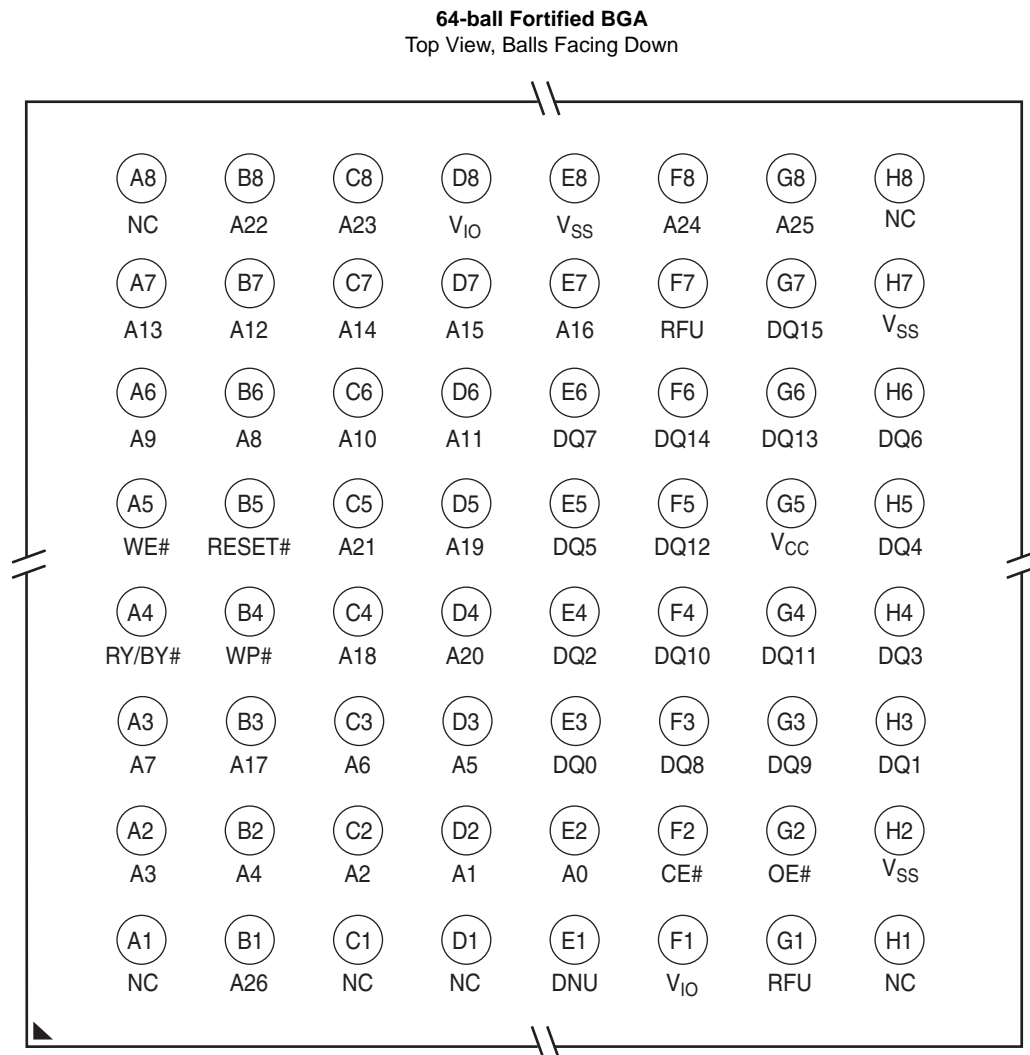 64-ball Fortified BGA
Top View, Balls Facing Down
A8 B8 C8 D8 E8 F8 G8 H8
NC A22 A23 VIO VSS A24 A25 NC
A7 B7 C7 D7 E7 F7 G7 H7
A13 A12 A14 A15 A16 RFU DQ15 VSS
A6 B6 C6 D6 E6 F6 G6 H6
A9 A8 A10 A11 DQ7 DQ14 DQ13 DQ6
A5 B5 C5 D5 E5 F5 G5 H5
WE# RESET# A21 A19 DQ5 DQ12 VCC DQ4
A4 B4 C4 D4 E4 F4 G4 H4
RY/BY# WP# A18 A20 DQ2 DQ10 DQ11 DQ3
A3 B3 C3 D3 E3 F3 G3 H3
A7 A17 A6 A5 DQ0 DQ8 DQ9 DQ1
A2 B2 C2 D2 E2 F2 G2 H2
A3 A4 A2 A1 A0 CE# OE# VSS
A1 B1 C1 D1 E1 F1 G1 H1
NC A26 NC NC DNU VIO RFU NC